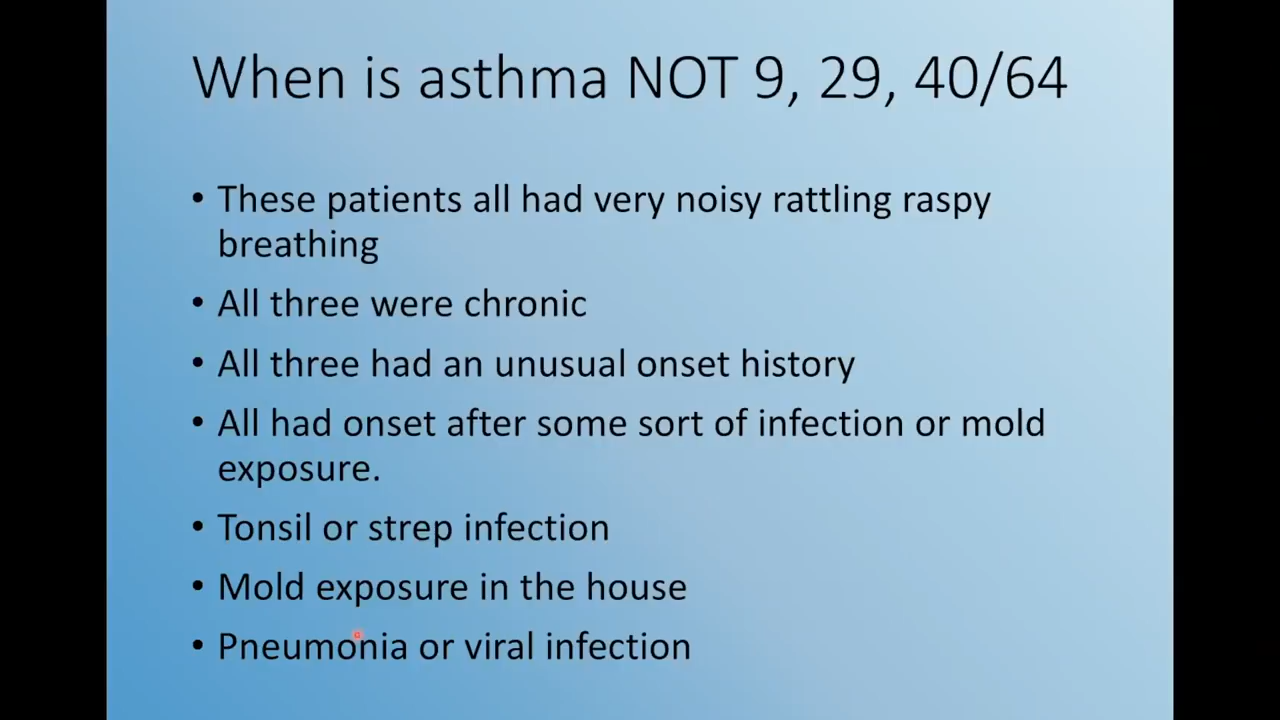 When is asthma NOT 9, 29, 40/64
• These patients all had very noisy rattling raspy
breathing
• All three were chronic
• All three had an unusual onset history
• All had onset after some sort of infection or mold
exposure.
• Tonsil or strep infection
• Mold exposure in the house
• Pneumonia or viral infection